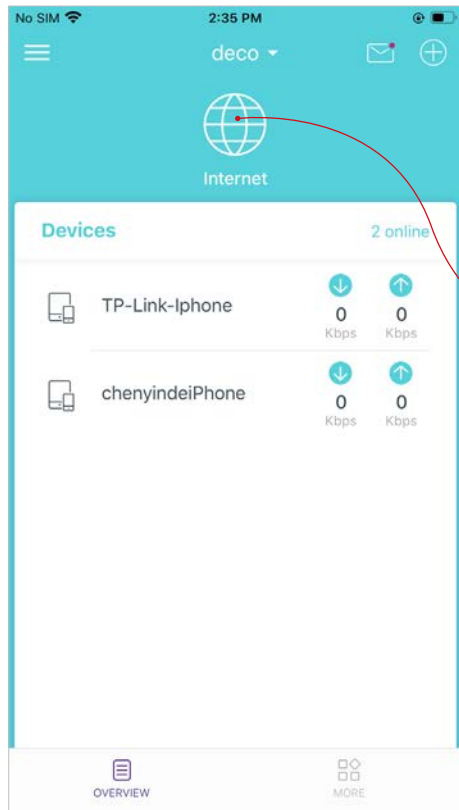 No SIM 2:35 PM
deco
Internet
Devices 2 online
TP-Link-Iphone 0 0
Kbps Kbps
chenyindeiPhone 0 0
Kbps Kbps
OVERVIEW MORE